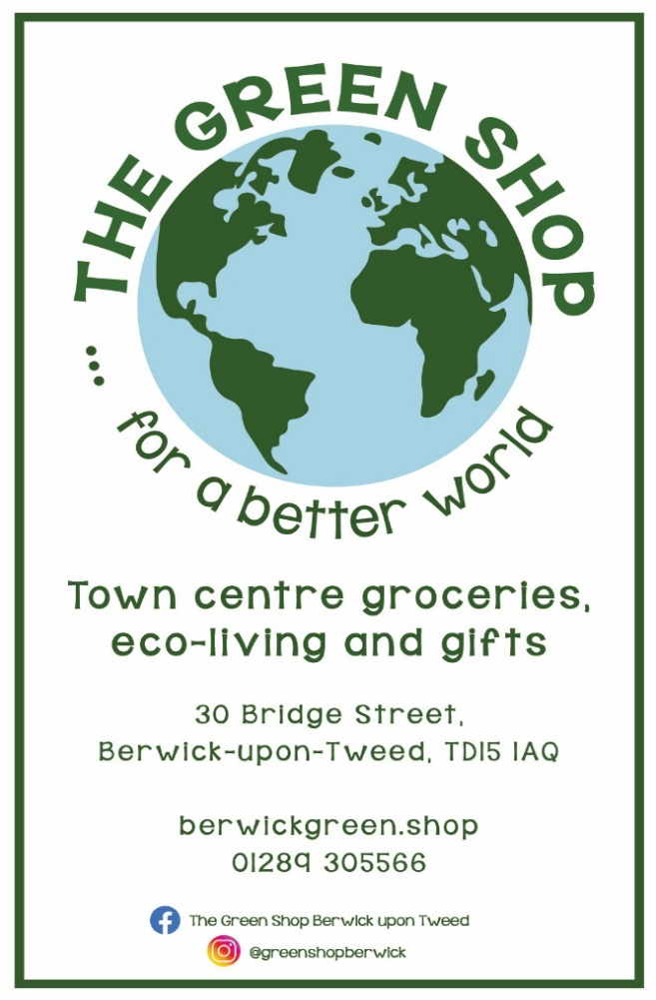 THE GREEN SHOP
... for a better world
Town centre groceries,
eco-living and gifts
30 Bridge Street,
Berwick-upon-Tweed, TD15 1AQ
berwickgreen.shop
01289 305566
The Green Shop Berwick upon Tweed
@greenshopberwick